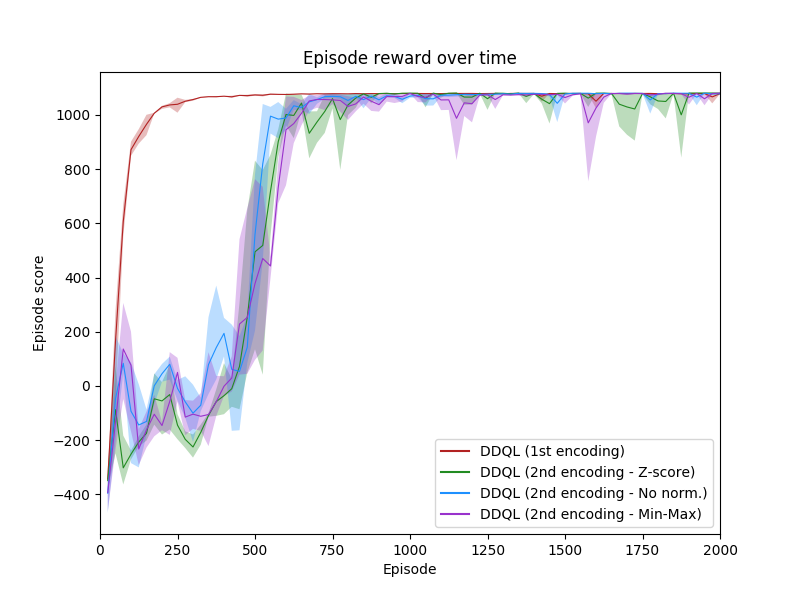 Episode reward over time
Episode score
1000
800
600
400
200
0
−200
−400
DDQL (1st encoding)
DDQL (2nd encoding - Z-score)
DDQL (2nd encoding - No norm.)
DDQL (2nd encoding - Min-Max)
0 250 500 750 1000 1250 1500 1750 2000
Episode